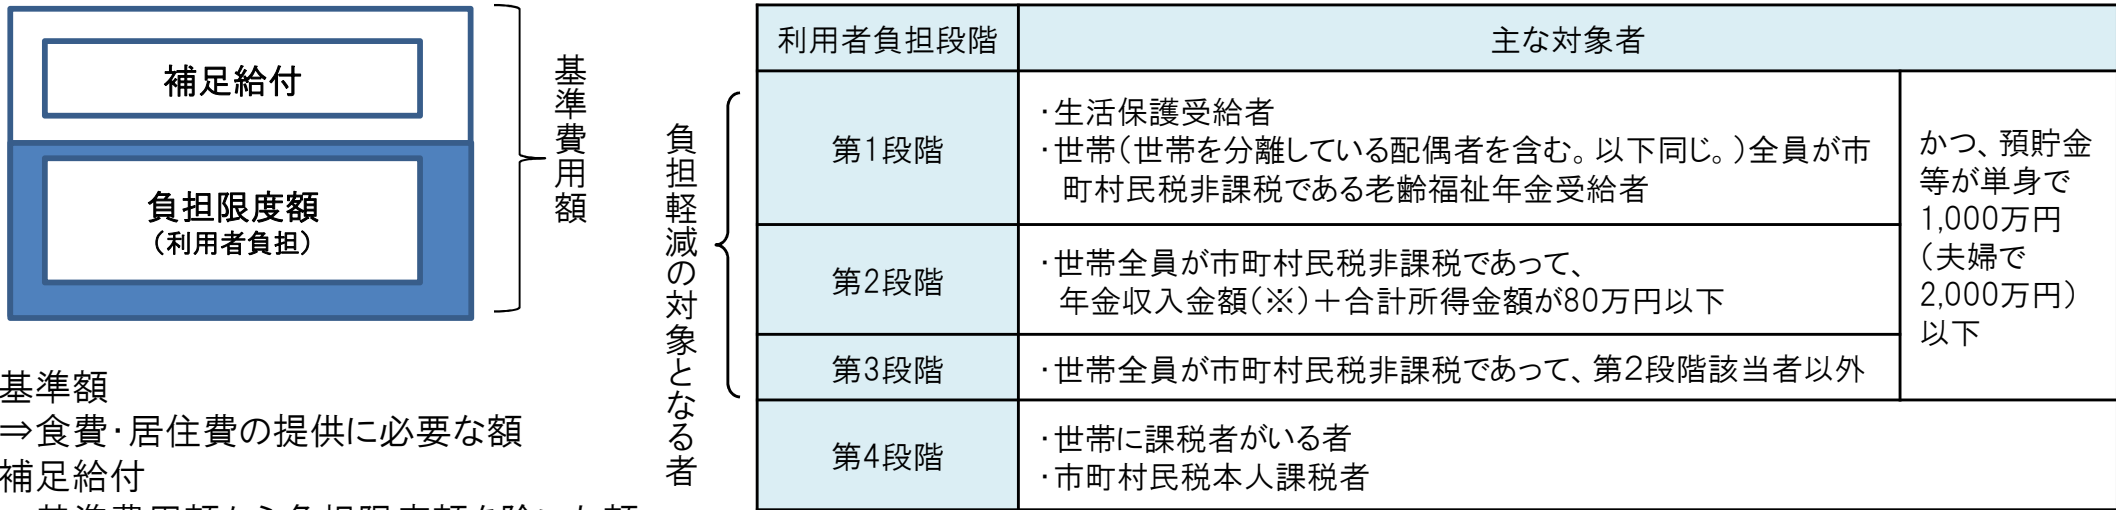 補足給付
負担限度額
(利用者負担)
基準費用額
基準額
⇒食費・居住費の提供に必要な額
補足給付
負担軽減の対象となる者
利用者負担段階
主な対象者
第1段階
・生活保護受給者
・世帯(世帯を分離している配偶者を含む。以下同じ。)全員が市
町村民税非課税である老齢福祉年金受給者
かつ、預貯金
等が単身で
1,000万円
(夫婦で
2,000万円)
以下
第2段階
・世帯全員が市町村民税非課税であって、
年金収入金額(※)+合計所得金額が80万円以下
第3段階
・世帯全員が市町村民税非課税であって、第2段階該当者以外
第4段階
・世帯に課税者がいる者
・市町村民税本人課税者